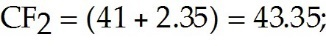 CF₂ = (41 + 2.35) = 43.35;